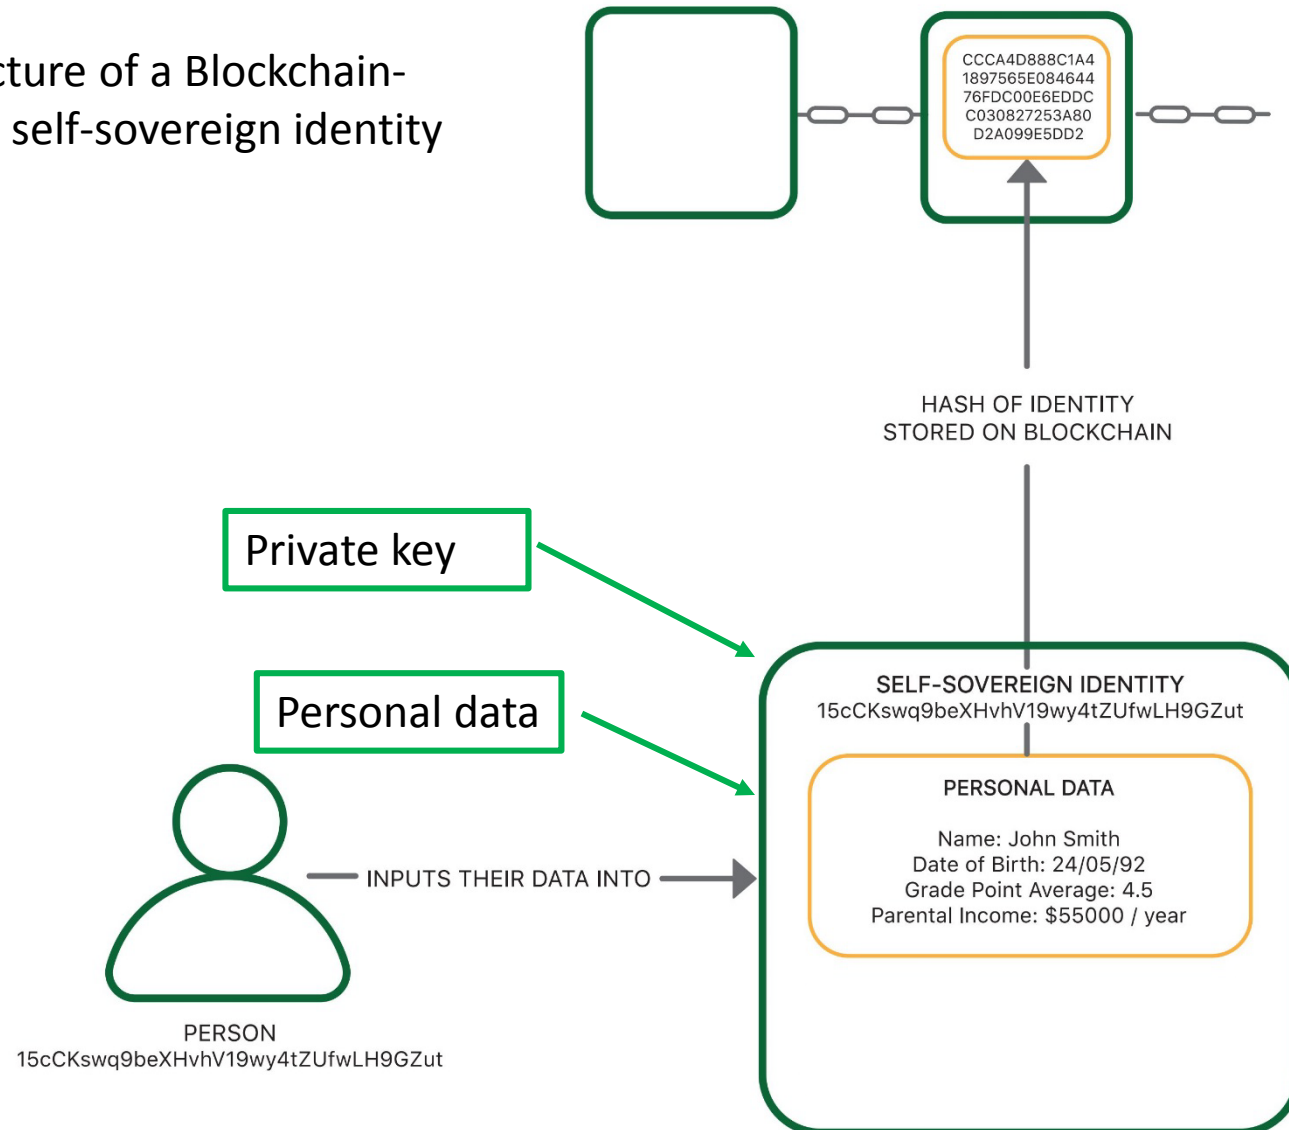 cture of a Blockchain-
self-sovereign identity
CCCA4D888C1A4
1897565E084644
76FDC00E6EDDC
C030827253A80
D2A099E5DD2
HASH OF IDENTITY
STORED ON BLOCKCHAIN
Private key
Personal data
SELF-SOVEREIGN IDENTITY
15cCKswq9beXHvhV19wy4tZUfwLH9GZut
PERSONAL DATA
Name: John Smith
Date of Birth: 24/05/92
Grade Point Average: 4.5
Parental Income: $55000 / year
INPUTS THEIR DATA INTO
PERSON
15cCKswq9beXHvhV19wy4tZUfwLH9GZut